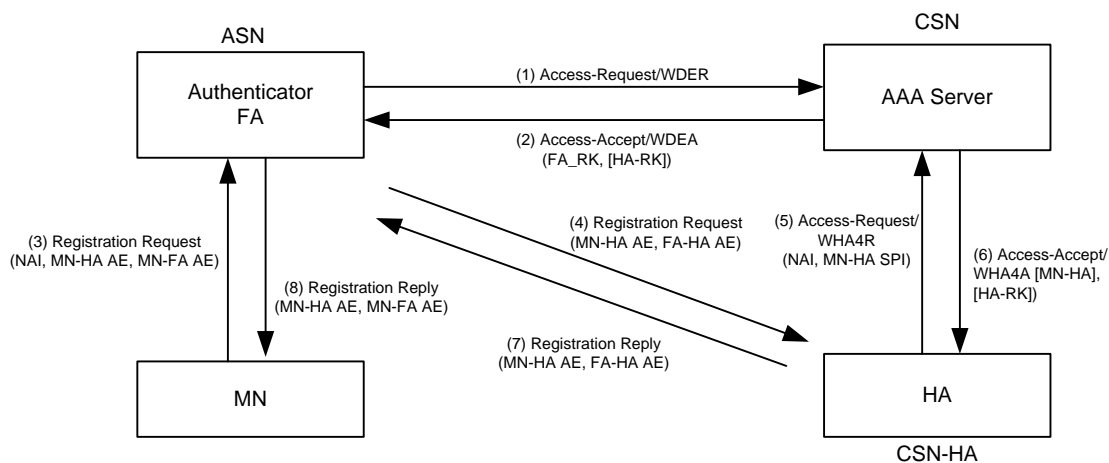 ASN
CSN
Authenticator
FA
(1) Access-Request/WDER
AAA Server
(2) Access-Accept/WDEA
(FA_RK, [HA-RK])
(3) Registration Request
(NAI, MN-HA AE, MN-FA AE)
(4) Registration Request
(MN-HA AE, FA-HA AE)
(5) Access-Request/
WHA4R
(NAI, MN-HA SPI)
(6) Access-Accept/
WHA4A [MN-HA],
[HA-RK])
(8) Registration Reply
(MN-HA AE, MN-FA AE)
(7) Registration Reply
(MN-HA AE, FA-HA AE)
MN
HA
CSN-HA